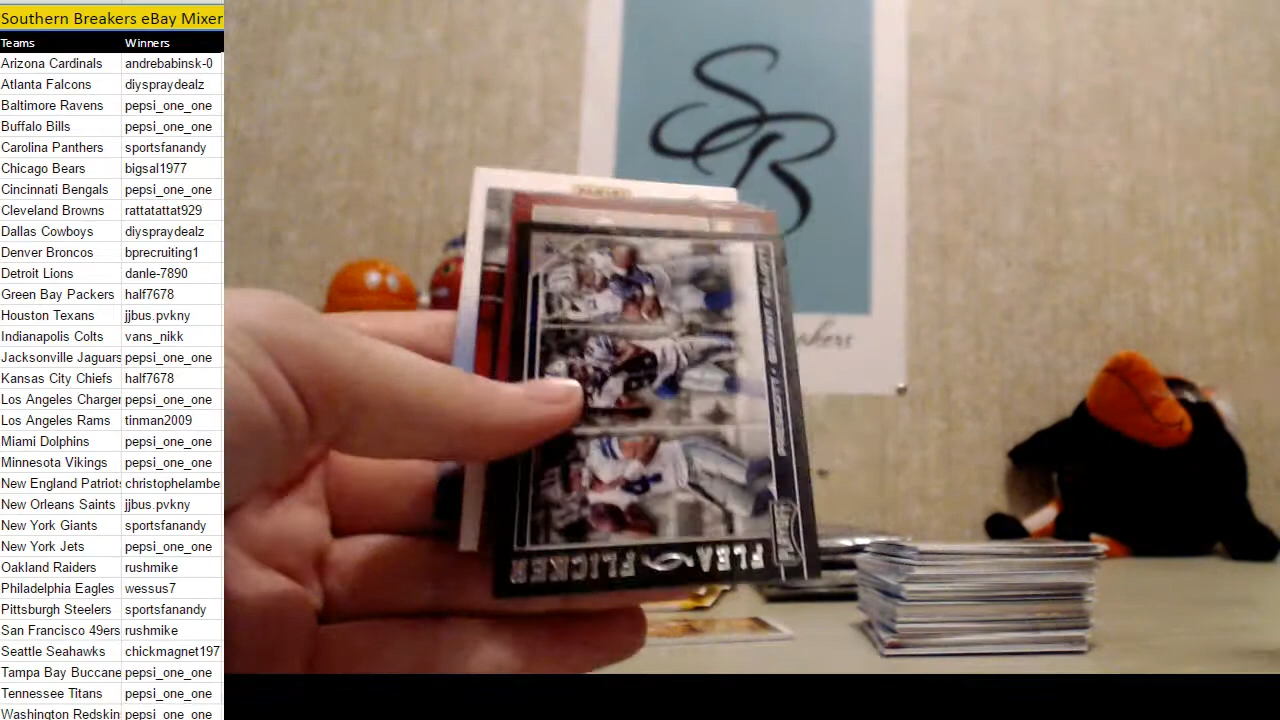 Southern Breakers eBay Mixer
Teams Winners
Arizona Cardinals andrebabinsk-0
Atlanta Falcons diyspraydealz
Baltimore Ravens pepsi_one_one
Buffalo Bills pepsi_one_one
Carolina Panthers sportsfanandy
Chicago Bears bigsal1977
Cincinnati Bengals pepsi_one_one
Cleveland Browns rattatattat929
Dallas Cowboys diyspraydealz
Denver Broncos bprecruiting1
Detroit Lions danle-7890
Green Bay Packers half7678
Houston Texans jjbus.pvkny
Indianapolis Colts vans_nikk
Jacksonville Jaguars pepsi_one_one
Kansas City Chiefs half7678
Los Angeles Charger pepsi_one_one
Los Angeles Rams tinman2009
Miami Dolphins pepsi_one_one
Minnesota Vikings pepsi_one_one
New England Patriots christophelambe
New Orleans Saints jjbus.pvkny
New York Giants sportsfanandy
New York Jets pepsi_one_one
Oakland Raiders rushmike
Philadelphia Eagles wessus7
Pittsburgh Steelers sportsfanandy
San Francisco 49ers rushmike
Seattle Seahawks chickmagnet197
Tampa Bay Buccane pepsi_one_one
Tennessee Titans pepsi_one_one
Washington Redskin pepsi_one_one
SB
PANINI
FLEA FLICKER